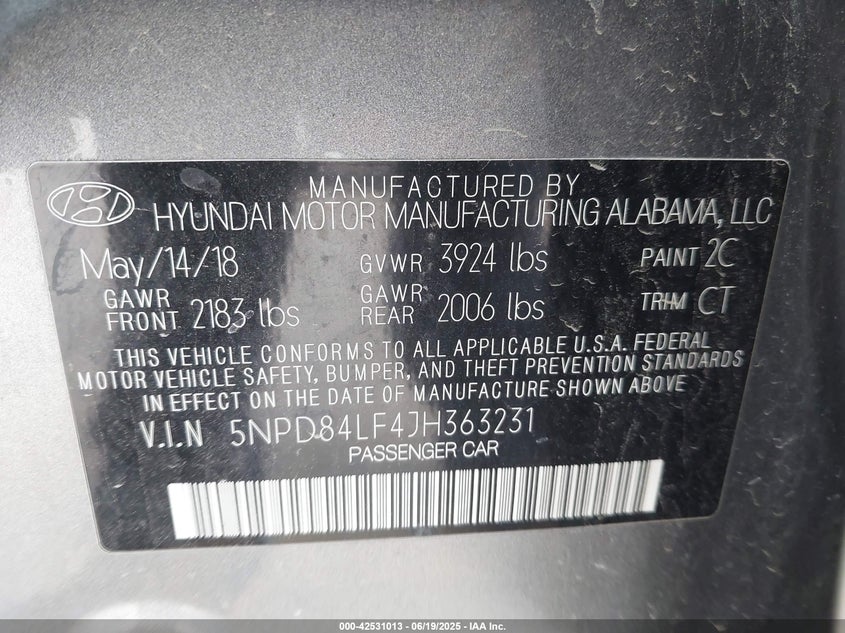 MANUFACTURED BY
HYUNDAI MOTOR MANUFACTURING ALABAMA, LLC
May/14/18 GVWR 3924 lbs PAINT 2C
GAWR FRONT 2183 lbs GAWR REAR 2006 lbs TRIM CT
THIS VEHICLE CONFORMS TO ALL APPLICABLE U.S.A. FEDERAL
MOTOR VEHICLE SAFETY, BUMPER, AND THEFT PREVENTION STANDARDS
IN EFFECT ON THE DATE OF MANUFACTURE SHOWN ABOVE
V.I.N 5NPD84LF4JH363231
PASSENGER CAR
000-42531013 - 06/19/2025 - IAA Inc.